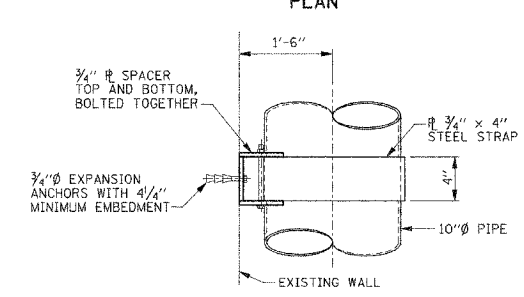 PLAN
1'-6"
3/4" ℄ SPACER
TOP AND BOTTOM,
BOLTED TOGETHER
℄ 3/4" x 4"
STEEL STRAP
3/4"Ø EXPANSION
ANCHORS WITH 4 1/4"
MINIMUM EMBEDMENT
4"
10"Ø PIPE
EXISTING WALL